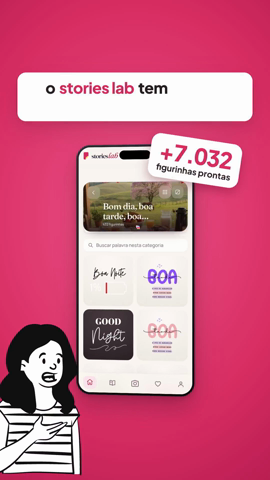 o stories lab tem
+7.032
figurinhas prontas
stories lab
Bom dia, boa
tarde, boa...
Buscar palavra nesta categoria
Boa Noite
BOA
GOOD
Night
BOA